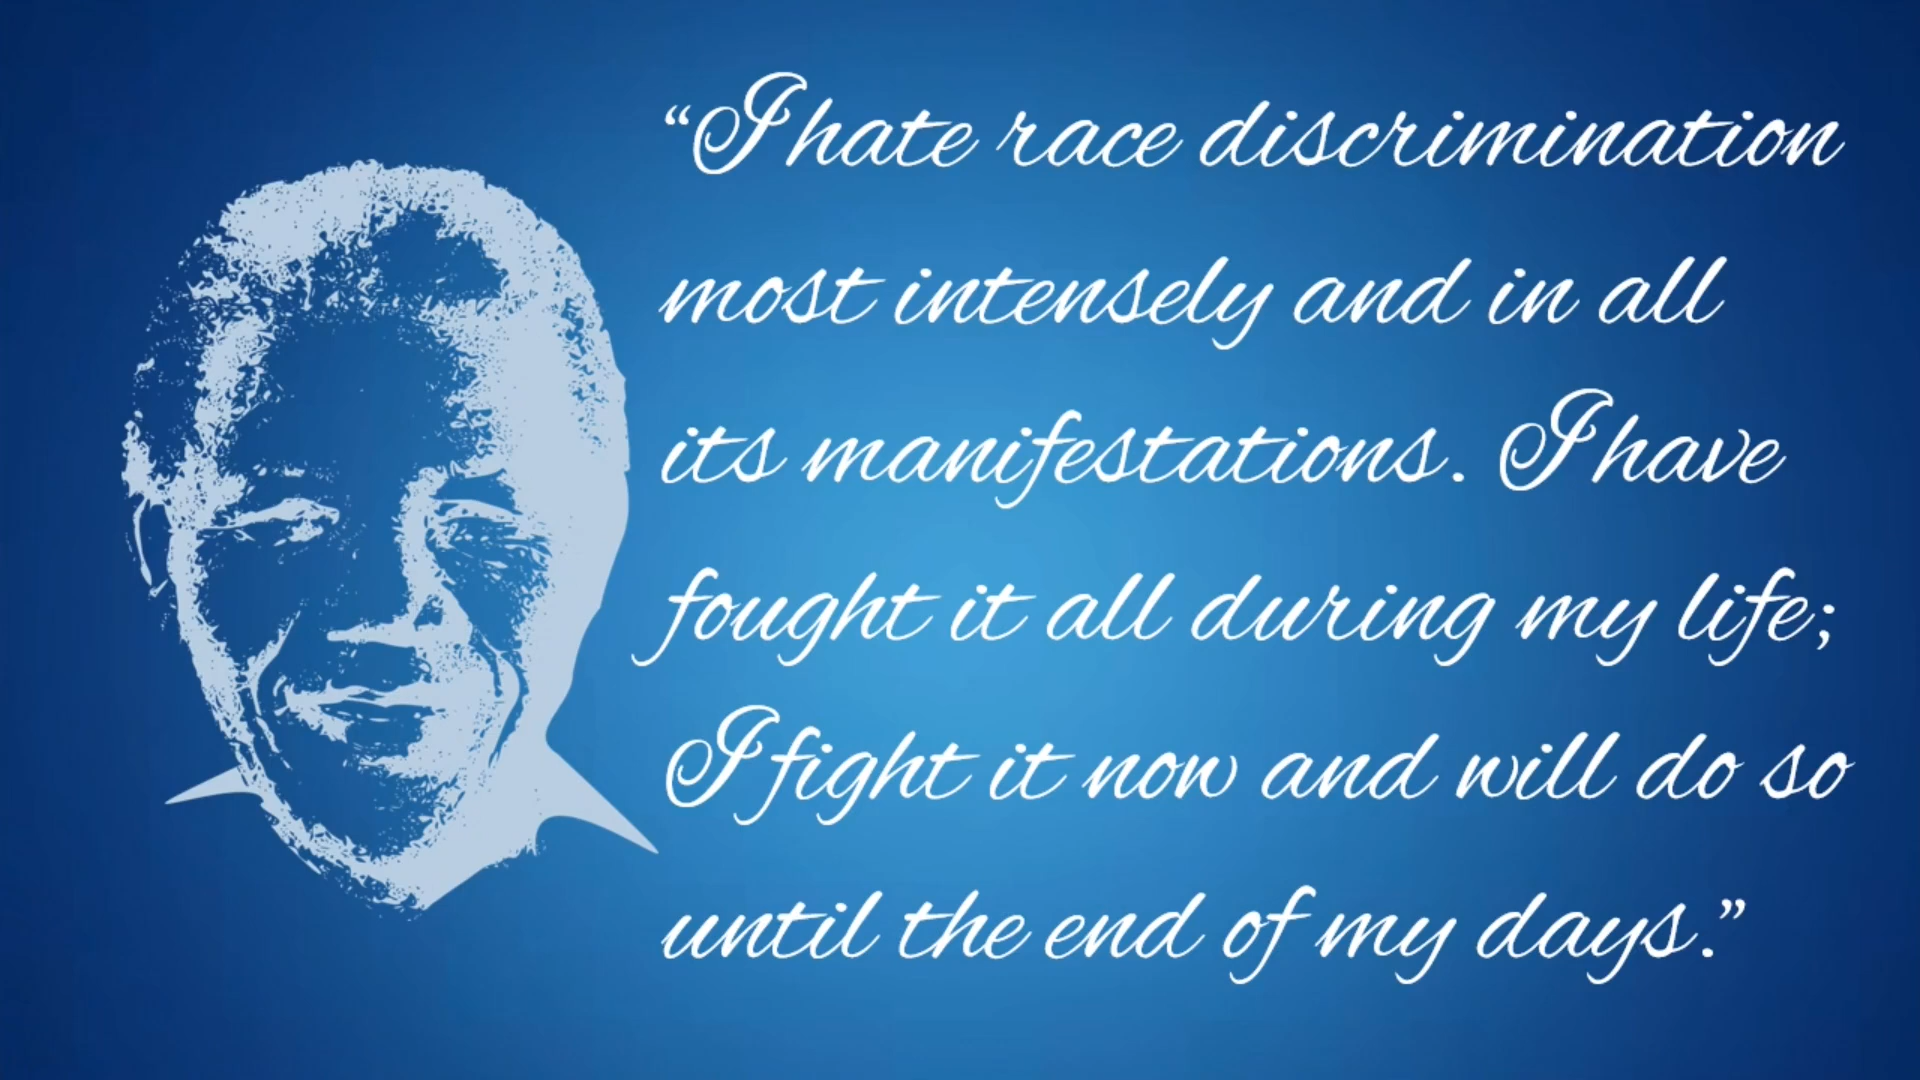 “I hate race discrimination
most intensely and in all
its manifestations. I have
fought it all during my life;
I fight it now and will do so
until the end of my days.”